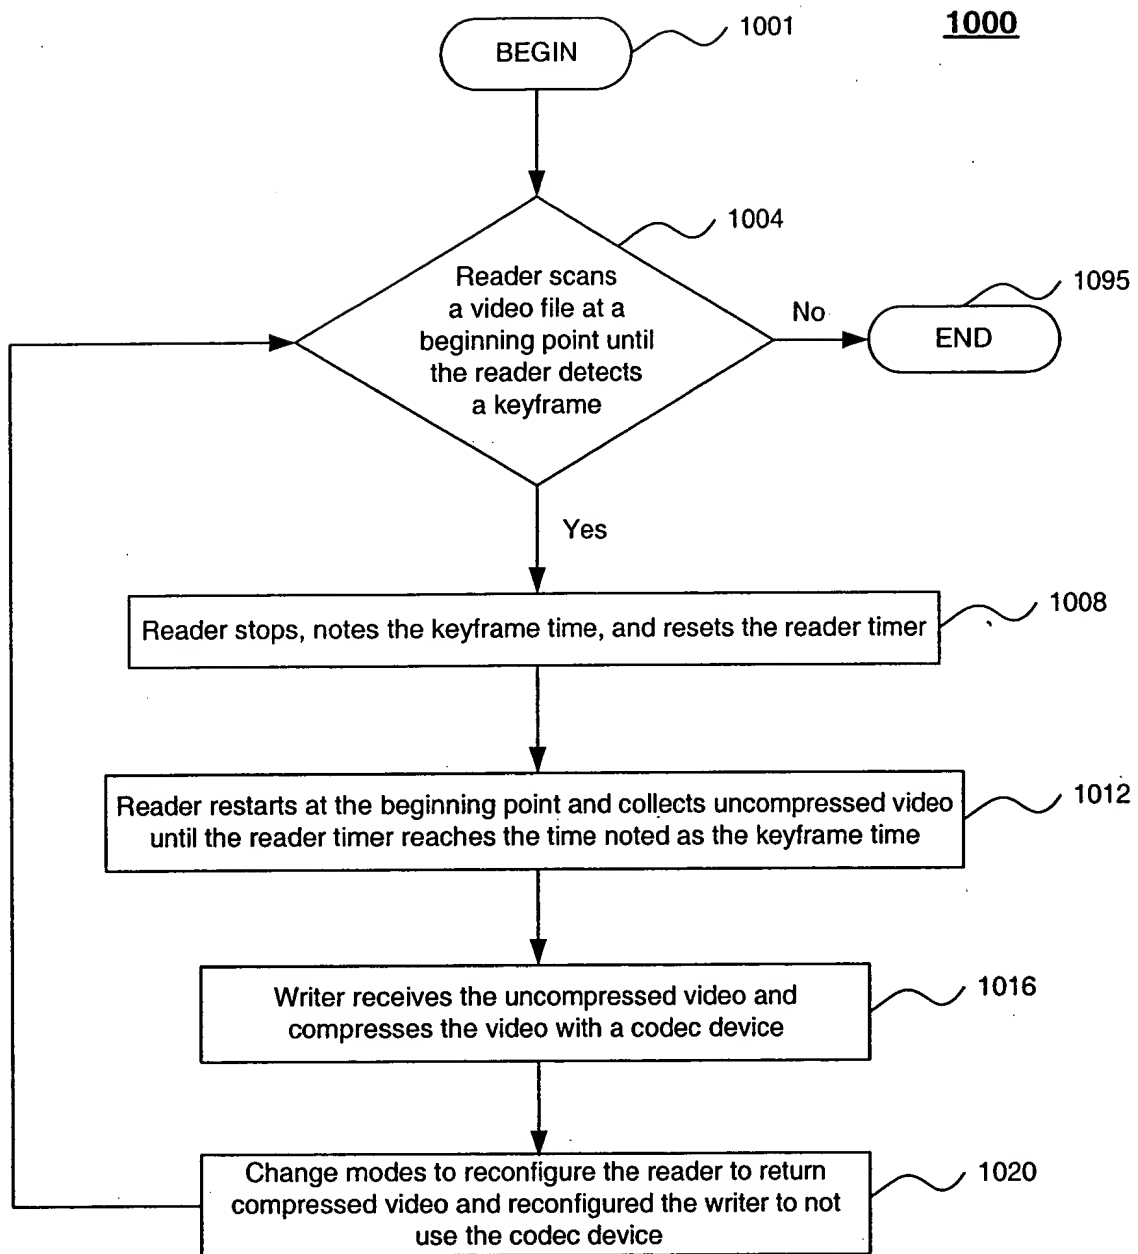 1000
BEGIN
1001
Reader scans
a video file at a
beginning point until
the reader detects
a keyframe
1004
No
END
1095
Yes
Reader stops, notes the keyframe time, and resets the reader timer
1008
Reader restarts at the beginning point and collects uncompressed video
until the reader timer reaches the time noted as the keyframe time
1012
Writer receives the uncompressed video and
compresses the video with a codec device
1016
Change modes to reconfigure the reader to return
compressed video and reconfigured the writer to not
use the codec device
1020